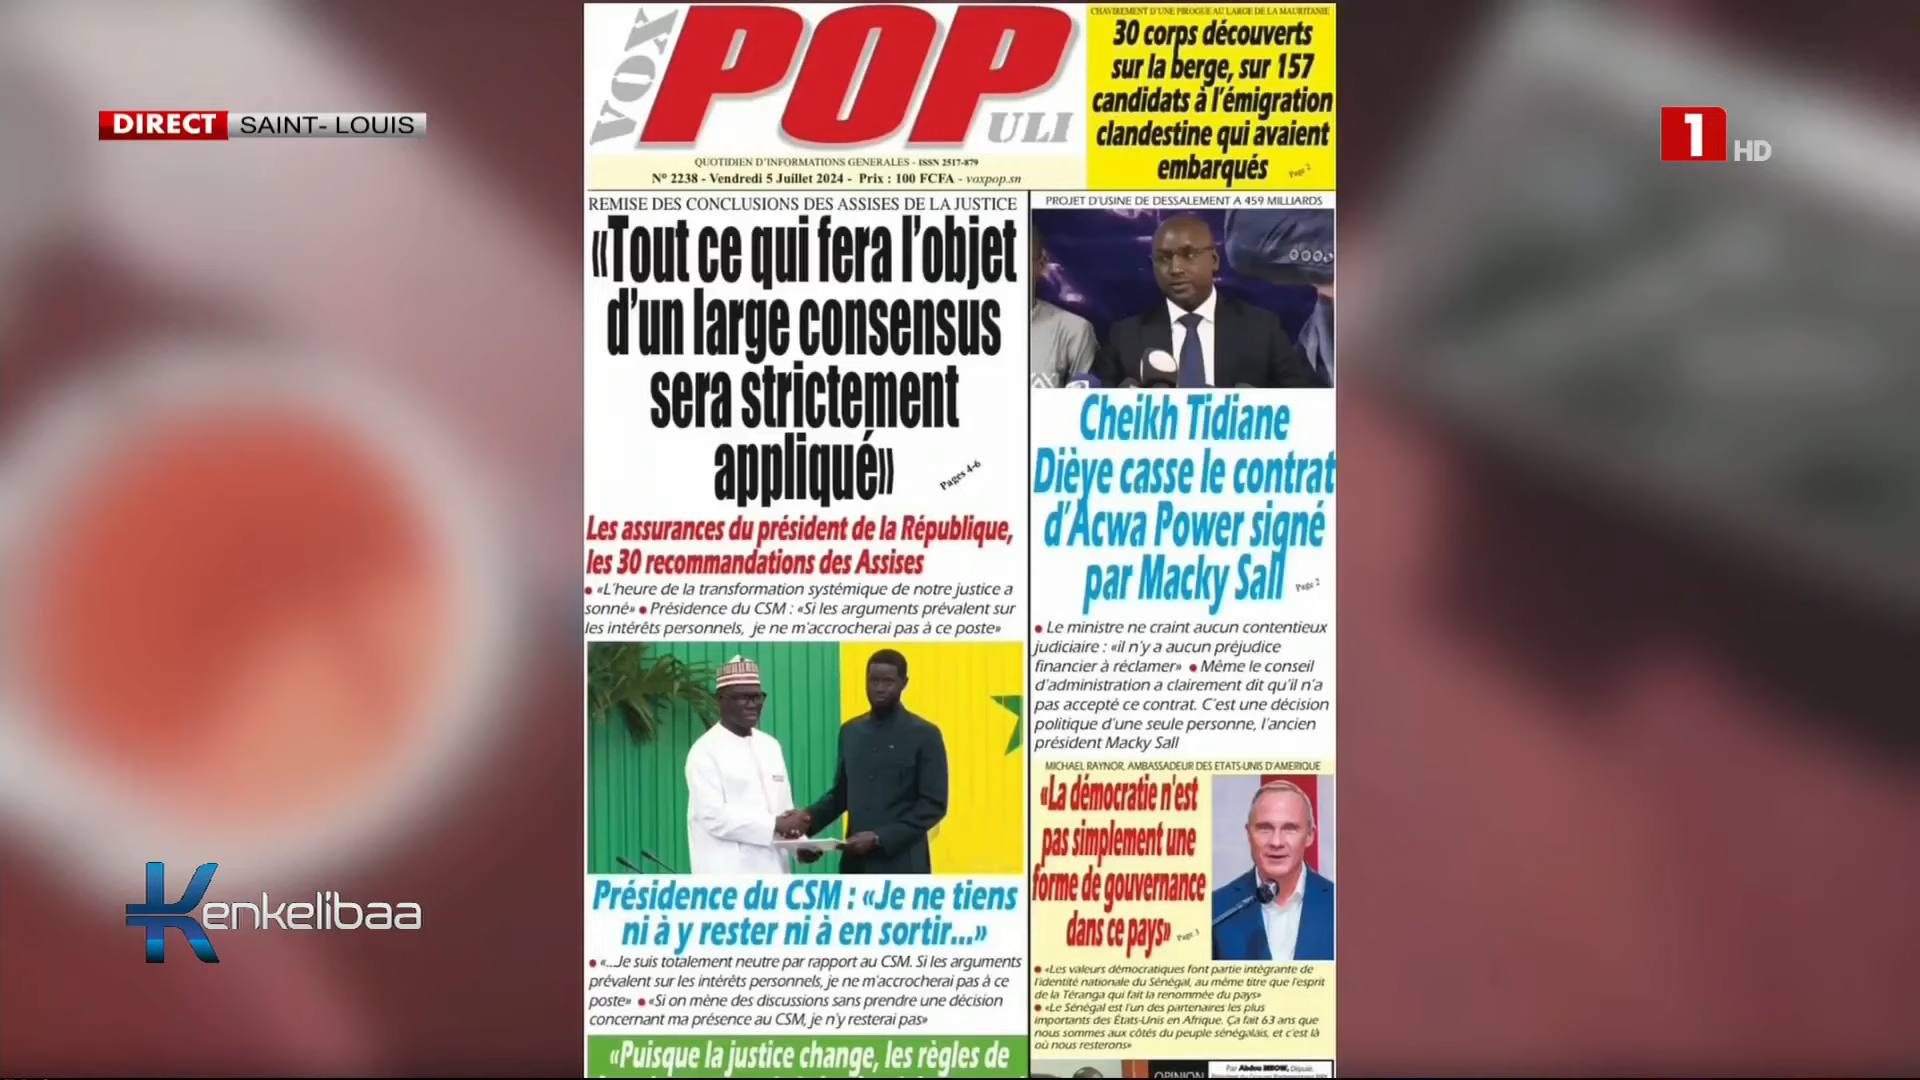 DIRECT SAINT- LOUIS
1 HD
VOX
POP
ULI
QUOTIDIEN D'INFORMATIONS GENERALES - ISSN 2517-879
N° 2238 - Vendredi 5 Juillet 2024 - Prix : 100 FCFA - voxpop.sn
CHAVIREMENT D'UNE PIROGUE AU LARGE DE LA MAURITANIE
30 corps découverts
sur la berge, sur 157
candidats à l'émigration
clandestine qui avaient
embarqués
Page 2
REMISE DES CONCLUSIONS DES ASSISES DE LA JUSTICE
«Tout ce qui fera l'objet
d'un large consensus
sera strictement
appliqué»
Pages 4-6
Les assurances du président de la République,
les 30 recommandations des Assises
• «L'heure de la transformation systémique de notre justice a
sonné» • Présidence du CSM : «Si les arguments prévalent sur
les intérêts personnels, je ne m'accrocherai pas à ce poste»
Présidence du CSM : «Je ne tiens
ni à y rester ni à en sortir...»
• «...Je suis totalement neutre par rapport au CSM. Si les arguments
prévalent sur les intérêts personnels, je ne m'accrocherai pas à ce
poste» • «Si on mène des discussions sans prendre une décision
concernant ma présence au CSM, je n'y resterai pas»
«Puisque la justice change, les règles de
PROJET D'USINE DE DESSALEMENT A 459 MILLIARDS
Cheikh Tidiane
Dièye casse le contrat
d'Acwa Power signé
par Macky Sall
Page 2
• Le ministre ne craint aucun contentieux
judiciaire : «il n'y a aucun préjudice
financier à réclamer» • Même le conseil
d'administration a clairement dit qu'il n'a
pas accepté ce contrat. C'est une décision
politique d'une seule personne, l'ancien
président Macky Sall
MICHAEL RAYNOR, AMBASSADEUR DES ETATS-UNIS D'AMERIQUE
«La démocratie n'est
pas simplement une
forme de gouvernance
dans ce pays»
Page 3
• «Les valeurs démocratiques font partie intégrante de
l'identité nationale du Sénégal, au même titre que l'esprit
de la Téranga qui fait la renommée du pays»
• «Le Sénégal est l'un des partenaires les plus
importants des États-Unis en Afrique. Ça fait 63 ans que
nous sommes aux côtés du peuple sénégalais, et c'est là
où nous resterons»
OPINION
Par Abdou MBOW, Député,
Kenkelibaa